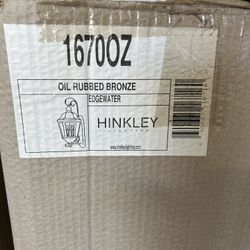 1670OZ
OIL RUBBED BRONZE
EDGEWATER
HINKLEY
LIGHTING
www.hinkleylighting.com